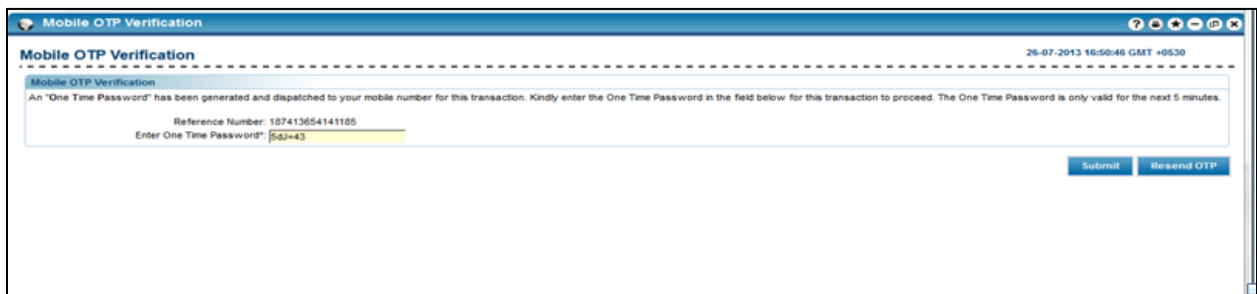 Mobile OTP Verification
Mobile OTP Verification
26-07-2013 16:50:46 GMT +0530
Mobile OTP Verification
An "One Time Password" has been generated and dispatched to your mobile number for this transaction. Kindly enter the One Time Password in the field below for this transaction to proceed. The One Time Password is only valid for the next 5 minutes.
Reference Number: 187413654141185
Enter One Time Password*: 5dJ=43
Submit Resend OTP